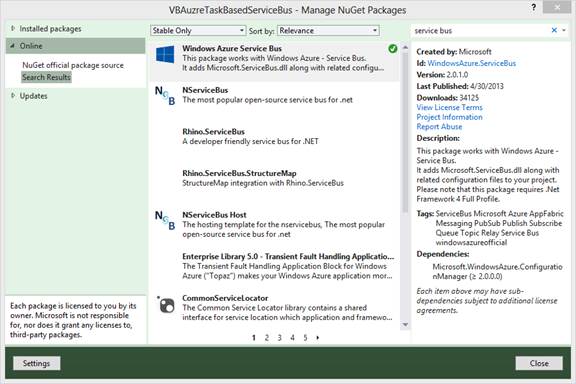 VBAuzreTaskBasedServiceBus - Manage NuGet Packages
Installed packages
Online
NuGet official package source
Search Results
Updates
Each package is licensed to you by its
owner. Microsoft is not responsible
for, nor does it grant any licenses to,
third-party packages.
Settings
Stable Only
Sort by: Relevance
Windows Azure Service Bus
This package works with Windows Azure - Service Bus.
It adds Microsoft.ServiceBus.dll along with related configu...
NServiceBus
The most popular open-source service bus for .net
Rhino.ServiceBus
A developer friendly service bus for .NET
Rhino.ServiceBus.StructureMap
StructureMap integration with Rhino.ServiceBus
NServiceBus Host
The hosting template for the nservicebus, The most popular
open-source service bus for .net
Enterprise Library 5.0 - Transient Fault Handling Applicatio...
The Transient Fault Handling Application Block for Windows
Azure ("Topaz") makes your Windows Azure application mor...
CommonServiceLocator
The Common Service Locator library contains a shared
interface for service location which application and framewo...
1 2 3 4 5
service bus
Created by: Microsoft
Id: WindowsAzure.ServiceBus
Version: 2.0.1.0
Last Published: 4/30/2013
Downloads: 34125
View License Terms
Project Information
Report Abuse
Description:
This package works with Windows Azure -
Service Bus.
It adds Microsoft.ServiceBus.dll along with
related configuration files to your project.
Please note that this package requires .Net
Framework 4 Full Profile.
Tags: ServiceBus Microsoft Azure AppFabric
Messaging PubSub Publish Subscribe
Queue Topic Relay Service Bus
windowsazureofficial
Dependencies:
Microsoft.WindowsAzure.Configuratio
nManager (≥ 2.0.0.0)
Each item above may have sub-
dependencies subject to additional license
agreements.
Close